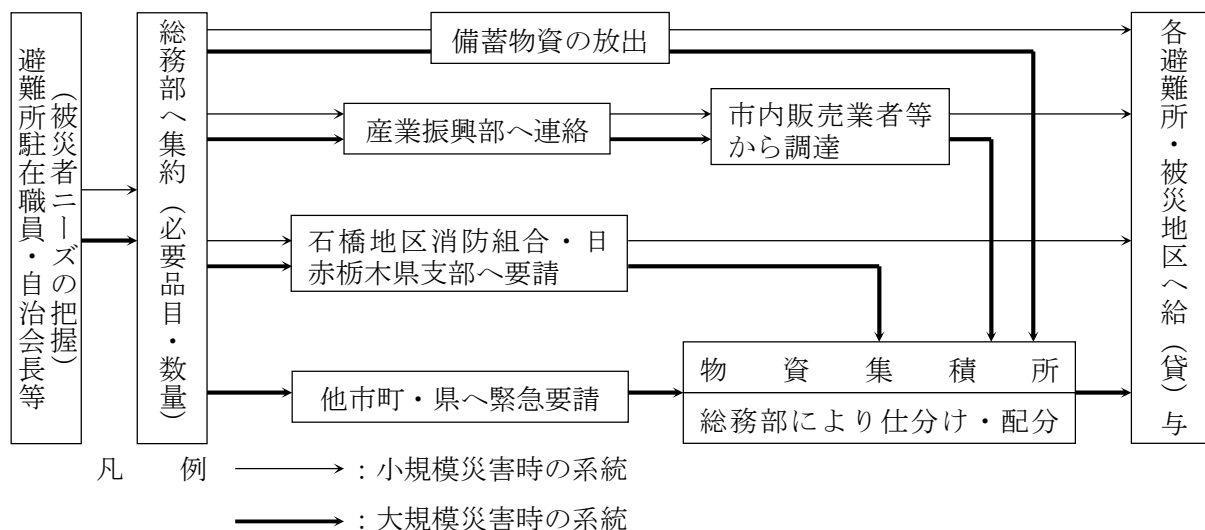 避難所駐在職員・自治会長等
（被災者ニーズの把握）
総務部へ集約（必要品目・数量）
備蓄物資の放出
産業振興部へ連絡
市内販売業者等
から調達
石橋地区消防組合・日
赤栃木県支部へ要請
他市町・県へ緊急要請
物資集積所
総務部により仕分け・配分
各避難所・被災地区へ給（貸）与
凡例
：小規模災害時の系統
：大規模災害時の系統